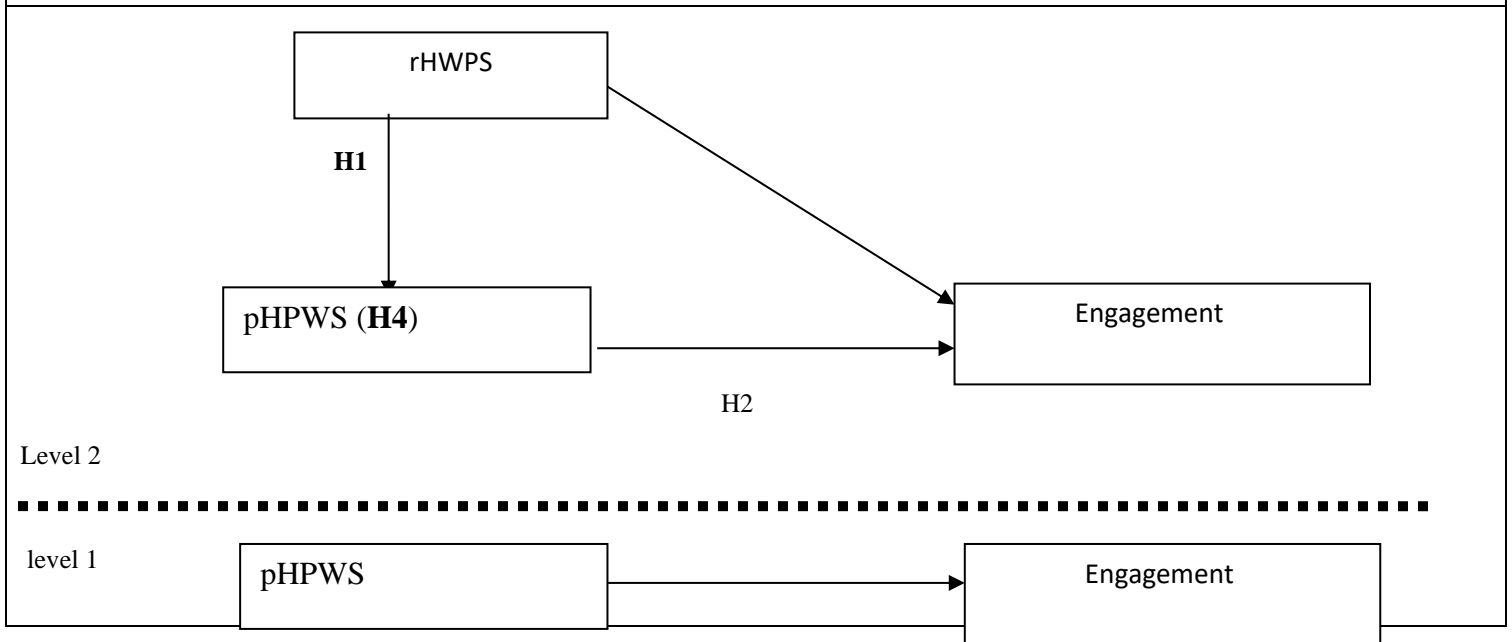 rHWPS
H1
pHPWS (H4)
Engagement
H2
Level 2
level 1
pHPWS
Engagement